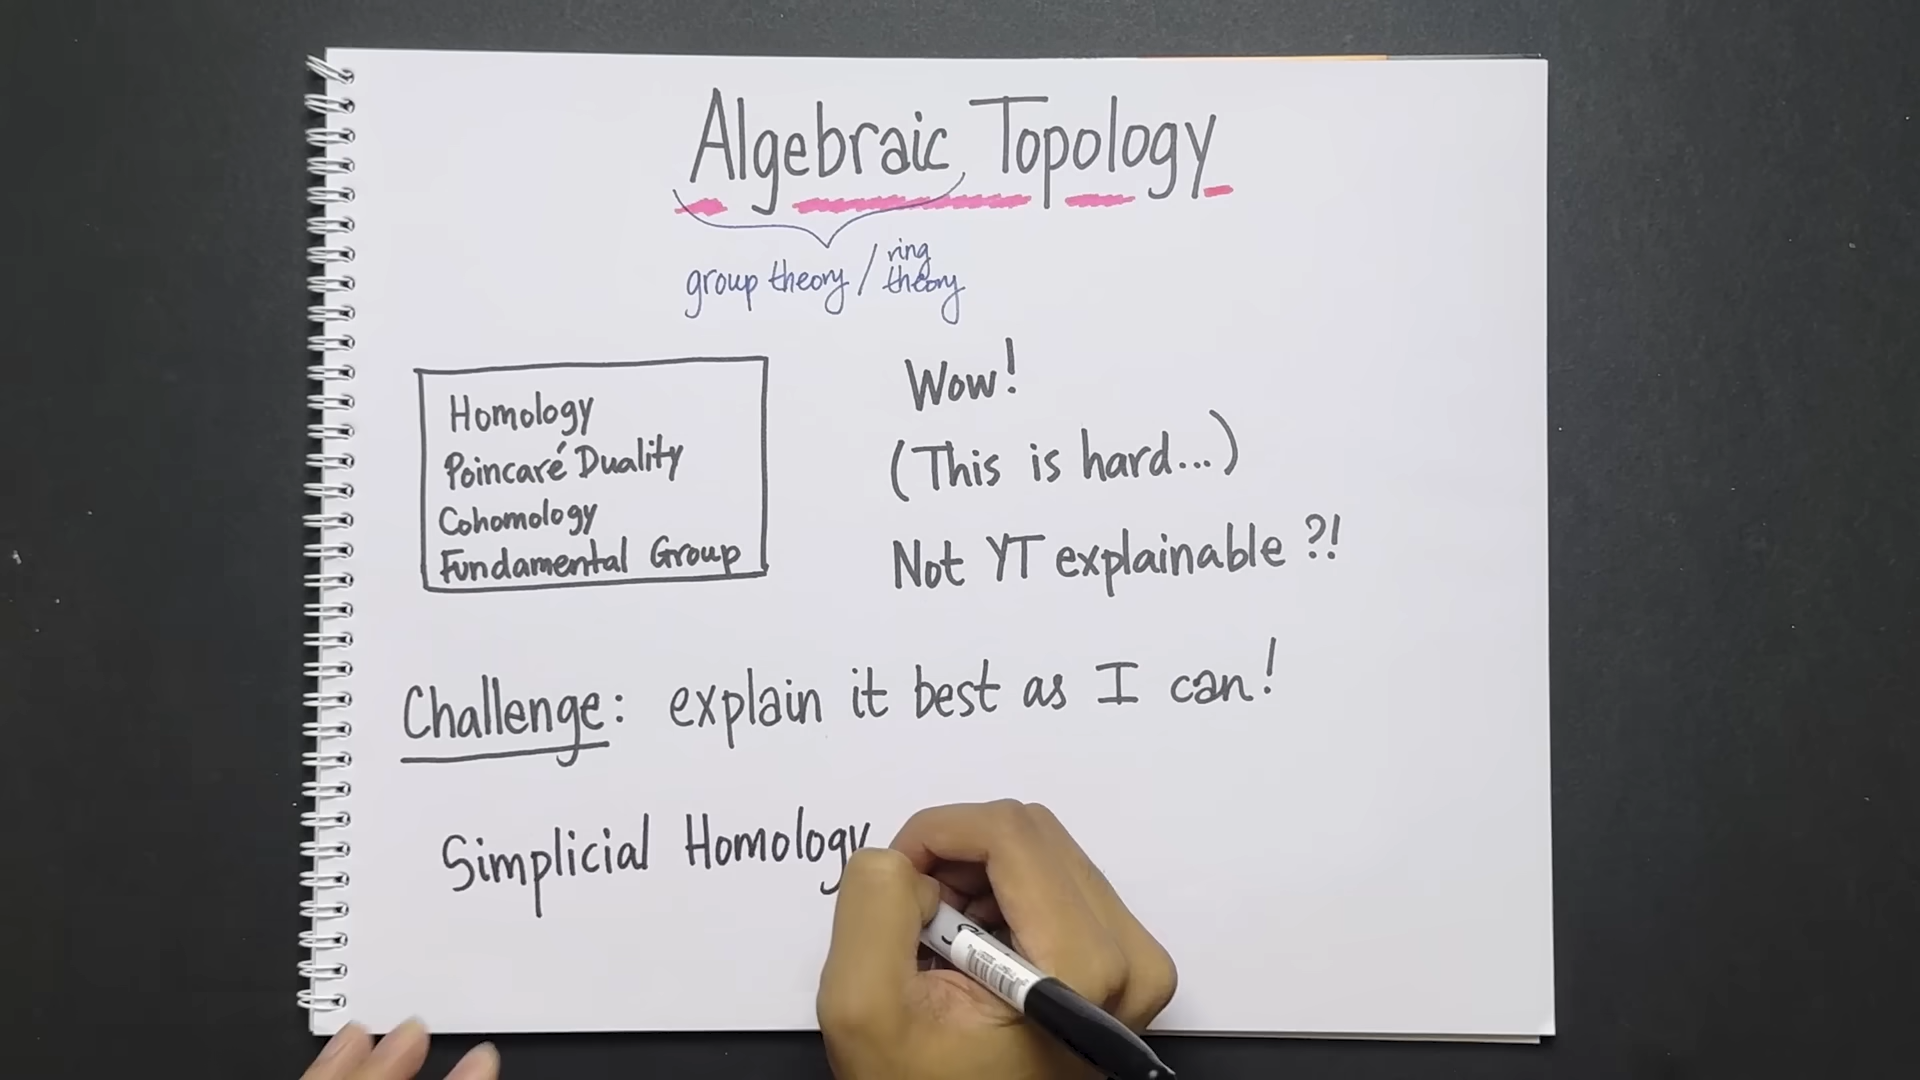 Algebraic Topology
group theory / ring theory
Homology
Poincaré Duality
Cohomology
Fundamental Group
Wow!
(This is hard...)
Not YT explainable ?!
Challenge: explain it best as I can!
Simplicial Homology